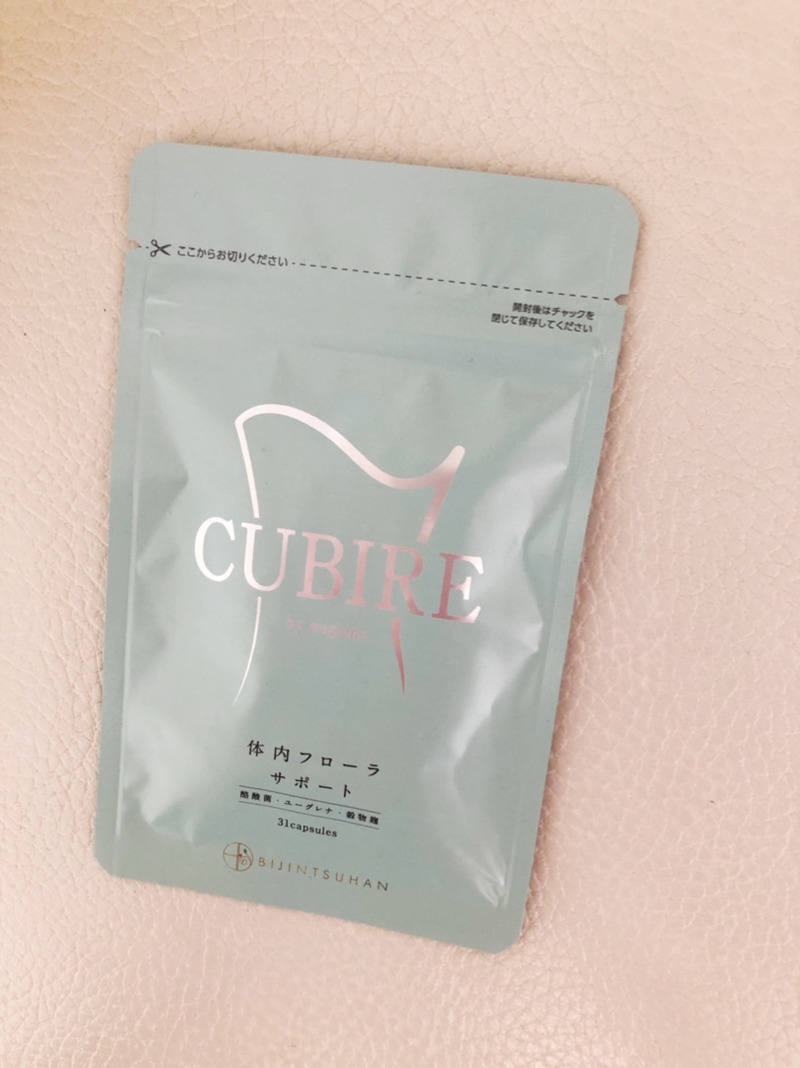 ここからお切りください
開封後はチャックを
閉じて保存してください
CUBIRE
体内フローラ
サポート
酪酸菌・ユーグレナ・穀物麹
31capsules
BIJINTSUHAN